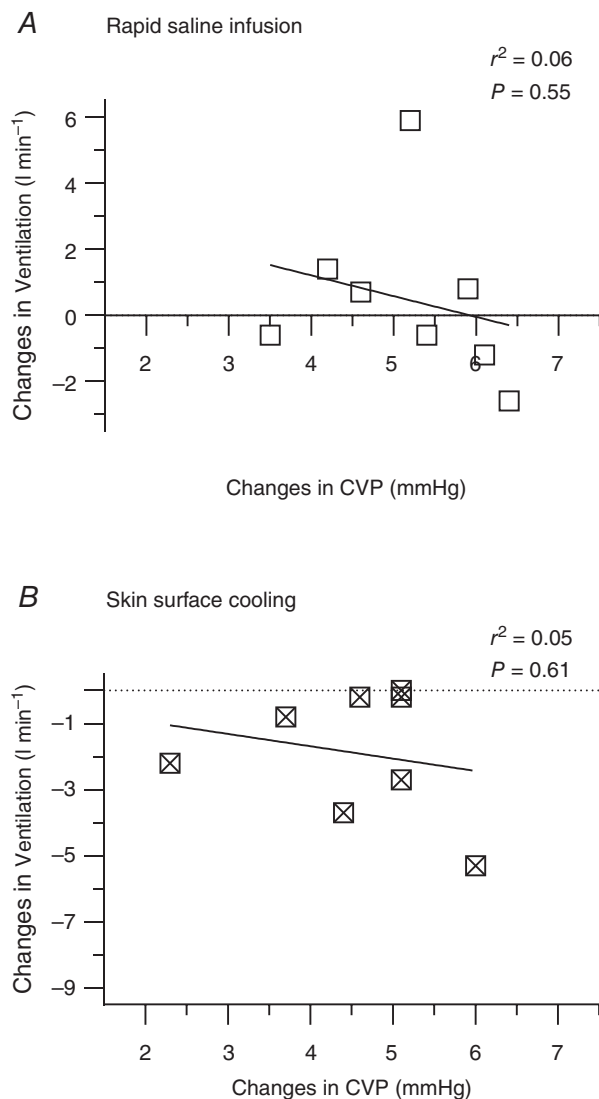 A Rapid saline infusion
r² = 0.06
P = 0.55
Changes in Ventilation (l min⁻¹)
6
4
2
0
−2
2 3 4 5 6 7
Changes in CVP (mmHg)
B Skin surface cooling
r² = 0.05
P = 0.61
Changes in Ventilation (l min⁻¹)
−1
−3
−5
−7
−9
2 3 4 5 6 7
Changes in CVP (mmHg)